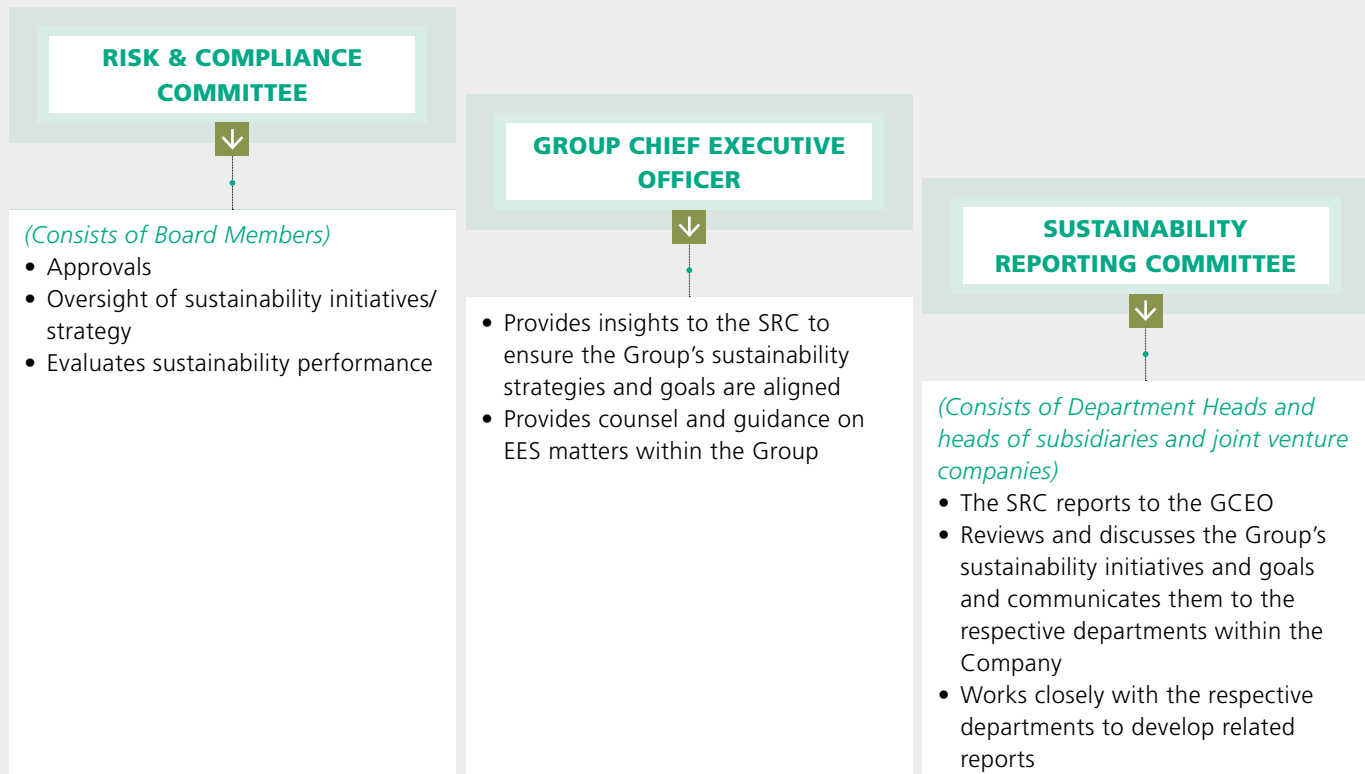 RISK & COMPLIANCE
COMMITTEE
(Consists of Board Members)
• Approvals
• Oversight of sustainability initiatives/
strategy
• Evaluates sustainability performance
GROUP CHIEF EXECUTIVE
OFFICER
• Provides insights to the SRC to
ensure the Group’s sustainability
strategies and goals are aligned
• Provides counsel and guidance on
EES matters within the Group
SUSTAINABILITY
REPORTING COMMITTEE
(Consists of Department Heads and
heads of subsidiaries and joint venture
companies)
• The SRC reports to the GCEO
• Reviews and discusses the Group’s
sustainability initiatives and goals
and communicates them to the
respective departments within the
Company
• Works closely with the respective
departments to develop related
reports